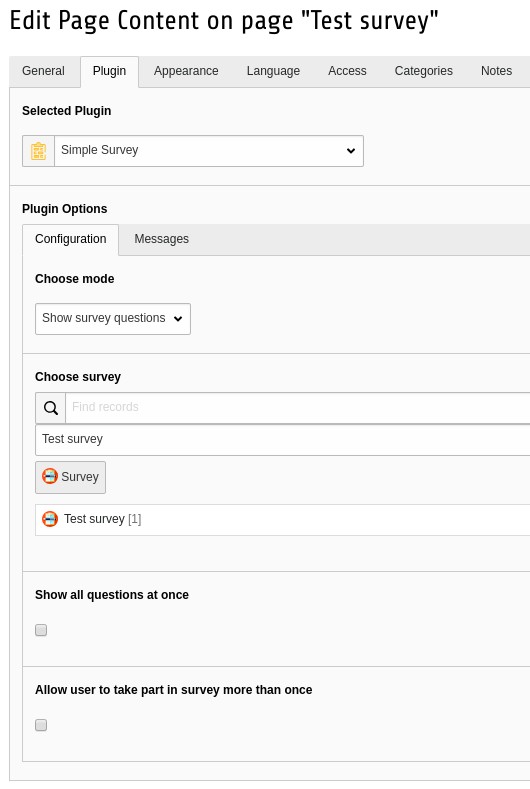 Edit Page Content on page "Test survey"
General Plugin Appearance Language Access Categories Notes
Selected Plugin
Simple Survey
Plugin Options
Configuration Messages
Choose mode
Show survey questions
Choose survey
Find records
Test survey
Survey
Test survey [1]
Show all questions at once
Allow user to take part in survey more than once